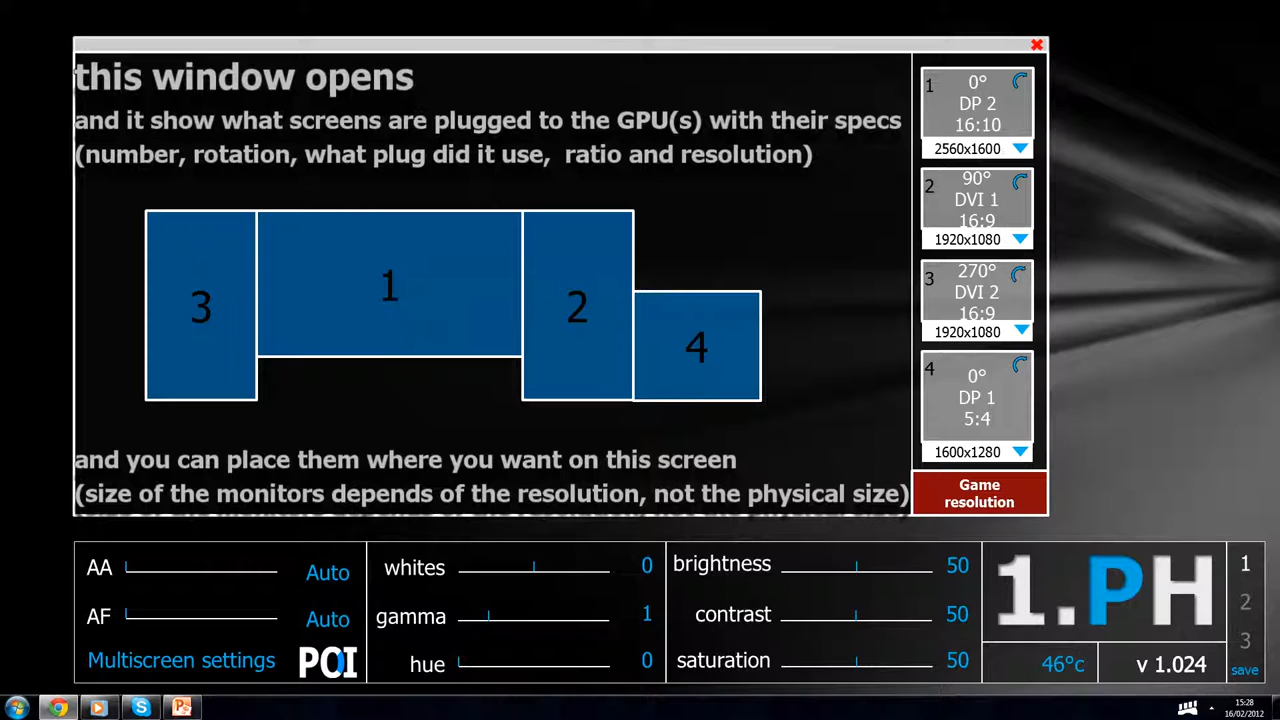 this window opens
and it show what screens are plugged to the GPU(s) with their specs
(number, rotation, what plug did it use, ratio and resolution)
3
1
2
4
and you can place them where you want on this screen
(size of the monitors depends of the resolution, not the physical size)
1
0°
DP 2
16:10
2560x1600
2
90°
DVI 1
16:9
1920x1080
3
270°
DVI 2
16:9
1920x1080
4
0°
DP 1
5:4
1600x1280
Game
resolution
AA Auto
AF Auto
Multiscreen settings POI
whites 0
gamma 1
hue 0
brightness 50
contrast 50
saturation 50
1.PH
46°c
v 1.024
1
2
3
save
15:28
16/02/2012